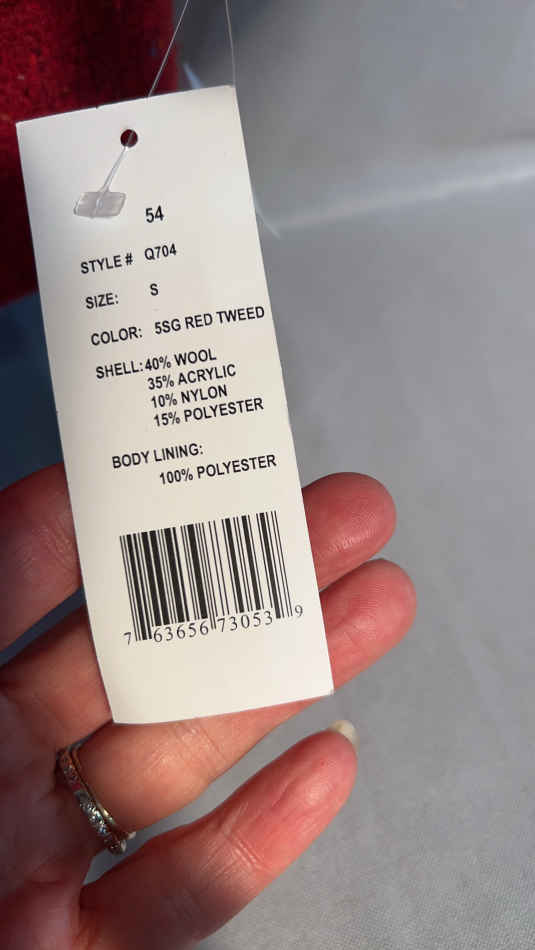 54
STYLE # Q704
SIZE: S
COLOR: 5SG RED TWEED
SHELL: 40% WOOL
35% ACRYLIC
10% NYLON
15% POLYESTER
BODY LINING:
100% POLYESTER
7 63656 73053 9